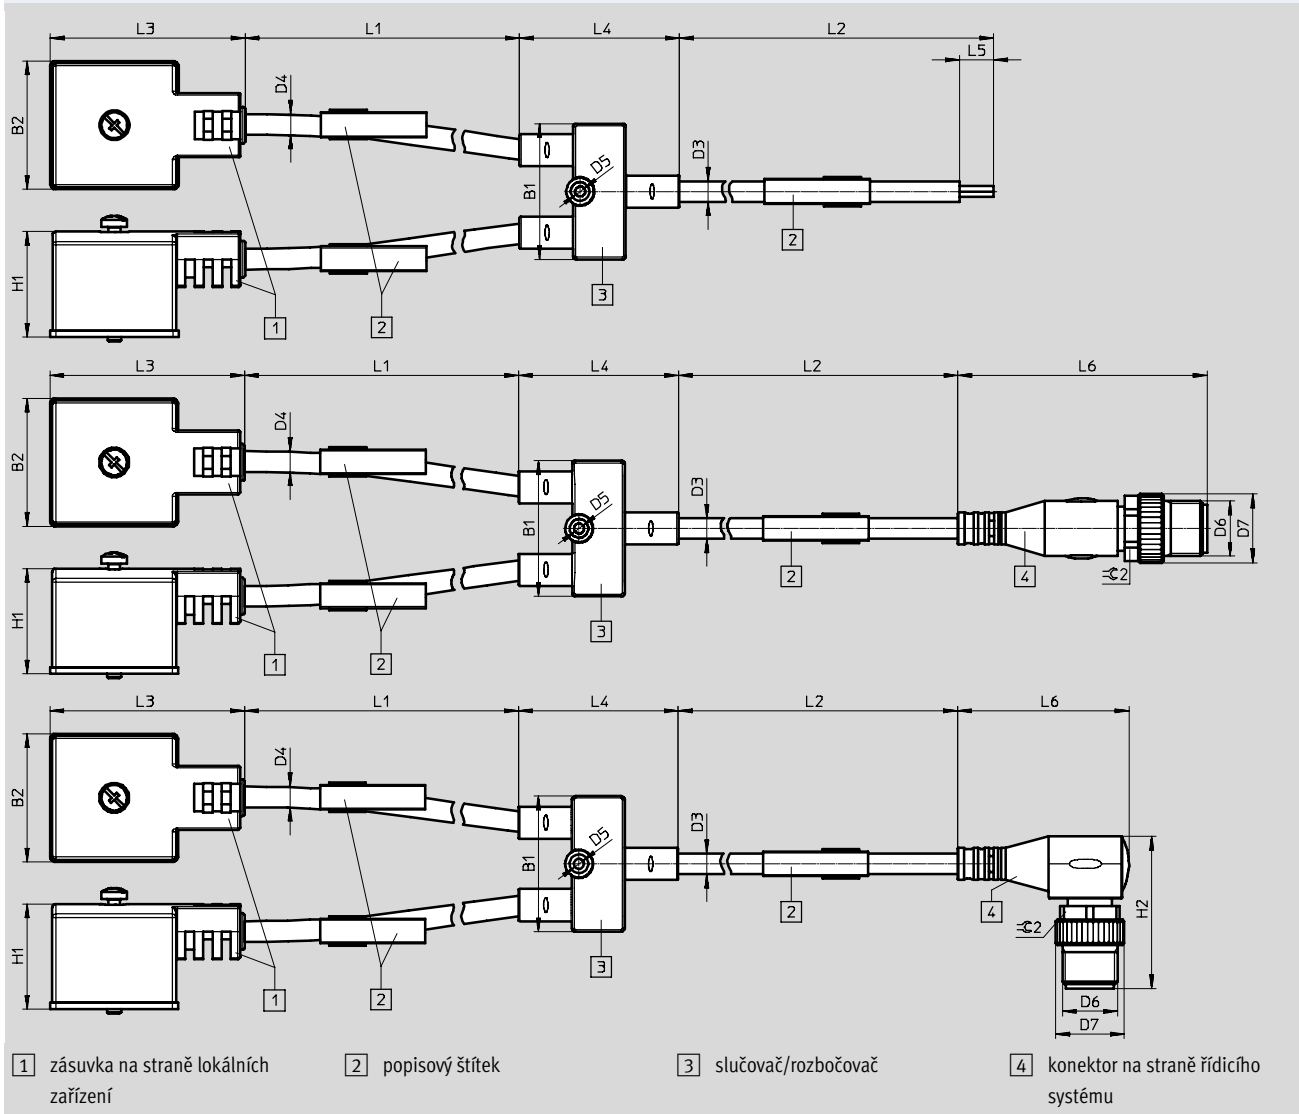 L3 L1 L4 L2
L5
D4
B2
D5
D3
B1
2
H1
3
1 2
L3 L1 L4 L2 L6
D4
B2
D5
D3
B1
D6
D7
2 4 2
H1
3
1 2
L3 L1 L4 L2 L6
D4
B2
D5
D3
B1
H2
2 4 2
H1
3
1 2
D6
D7
1 zásuvka na straně lokálních
zařízení
2 popisový štítek
3 slučovač/rozbočovač
4 konektor na straně řídicího
systému